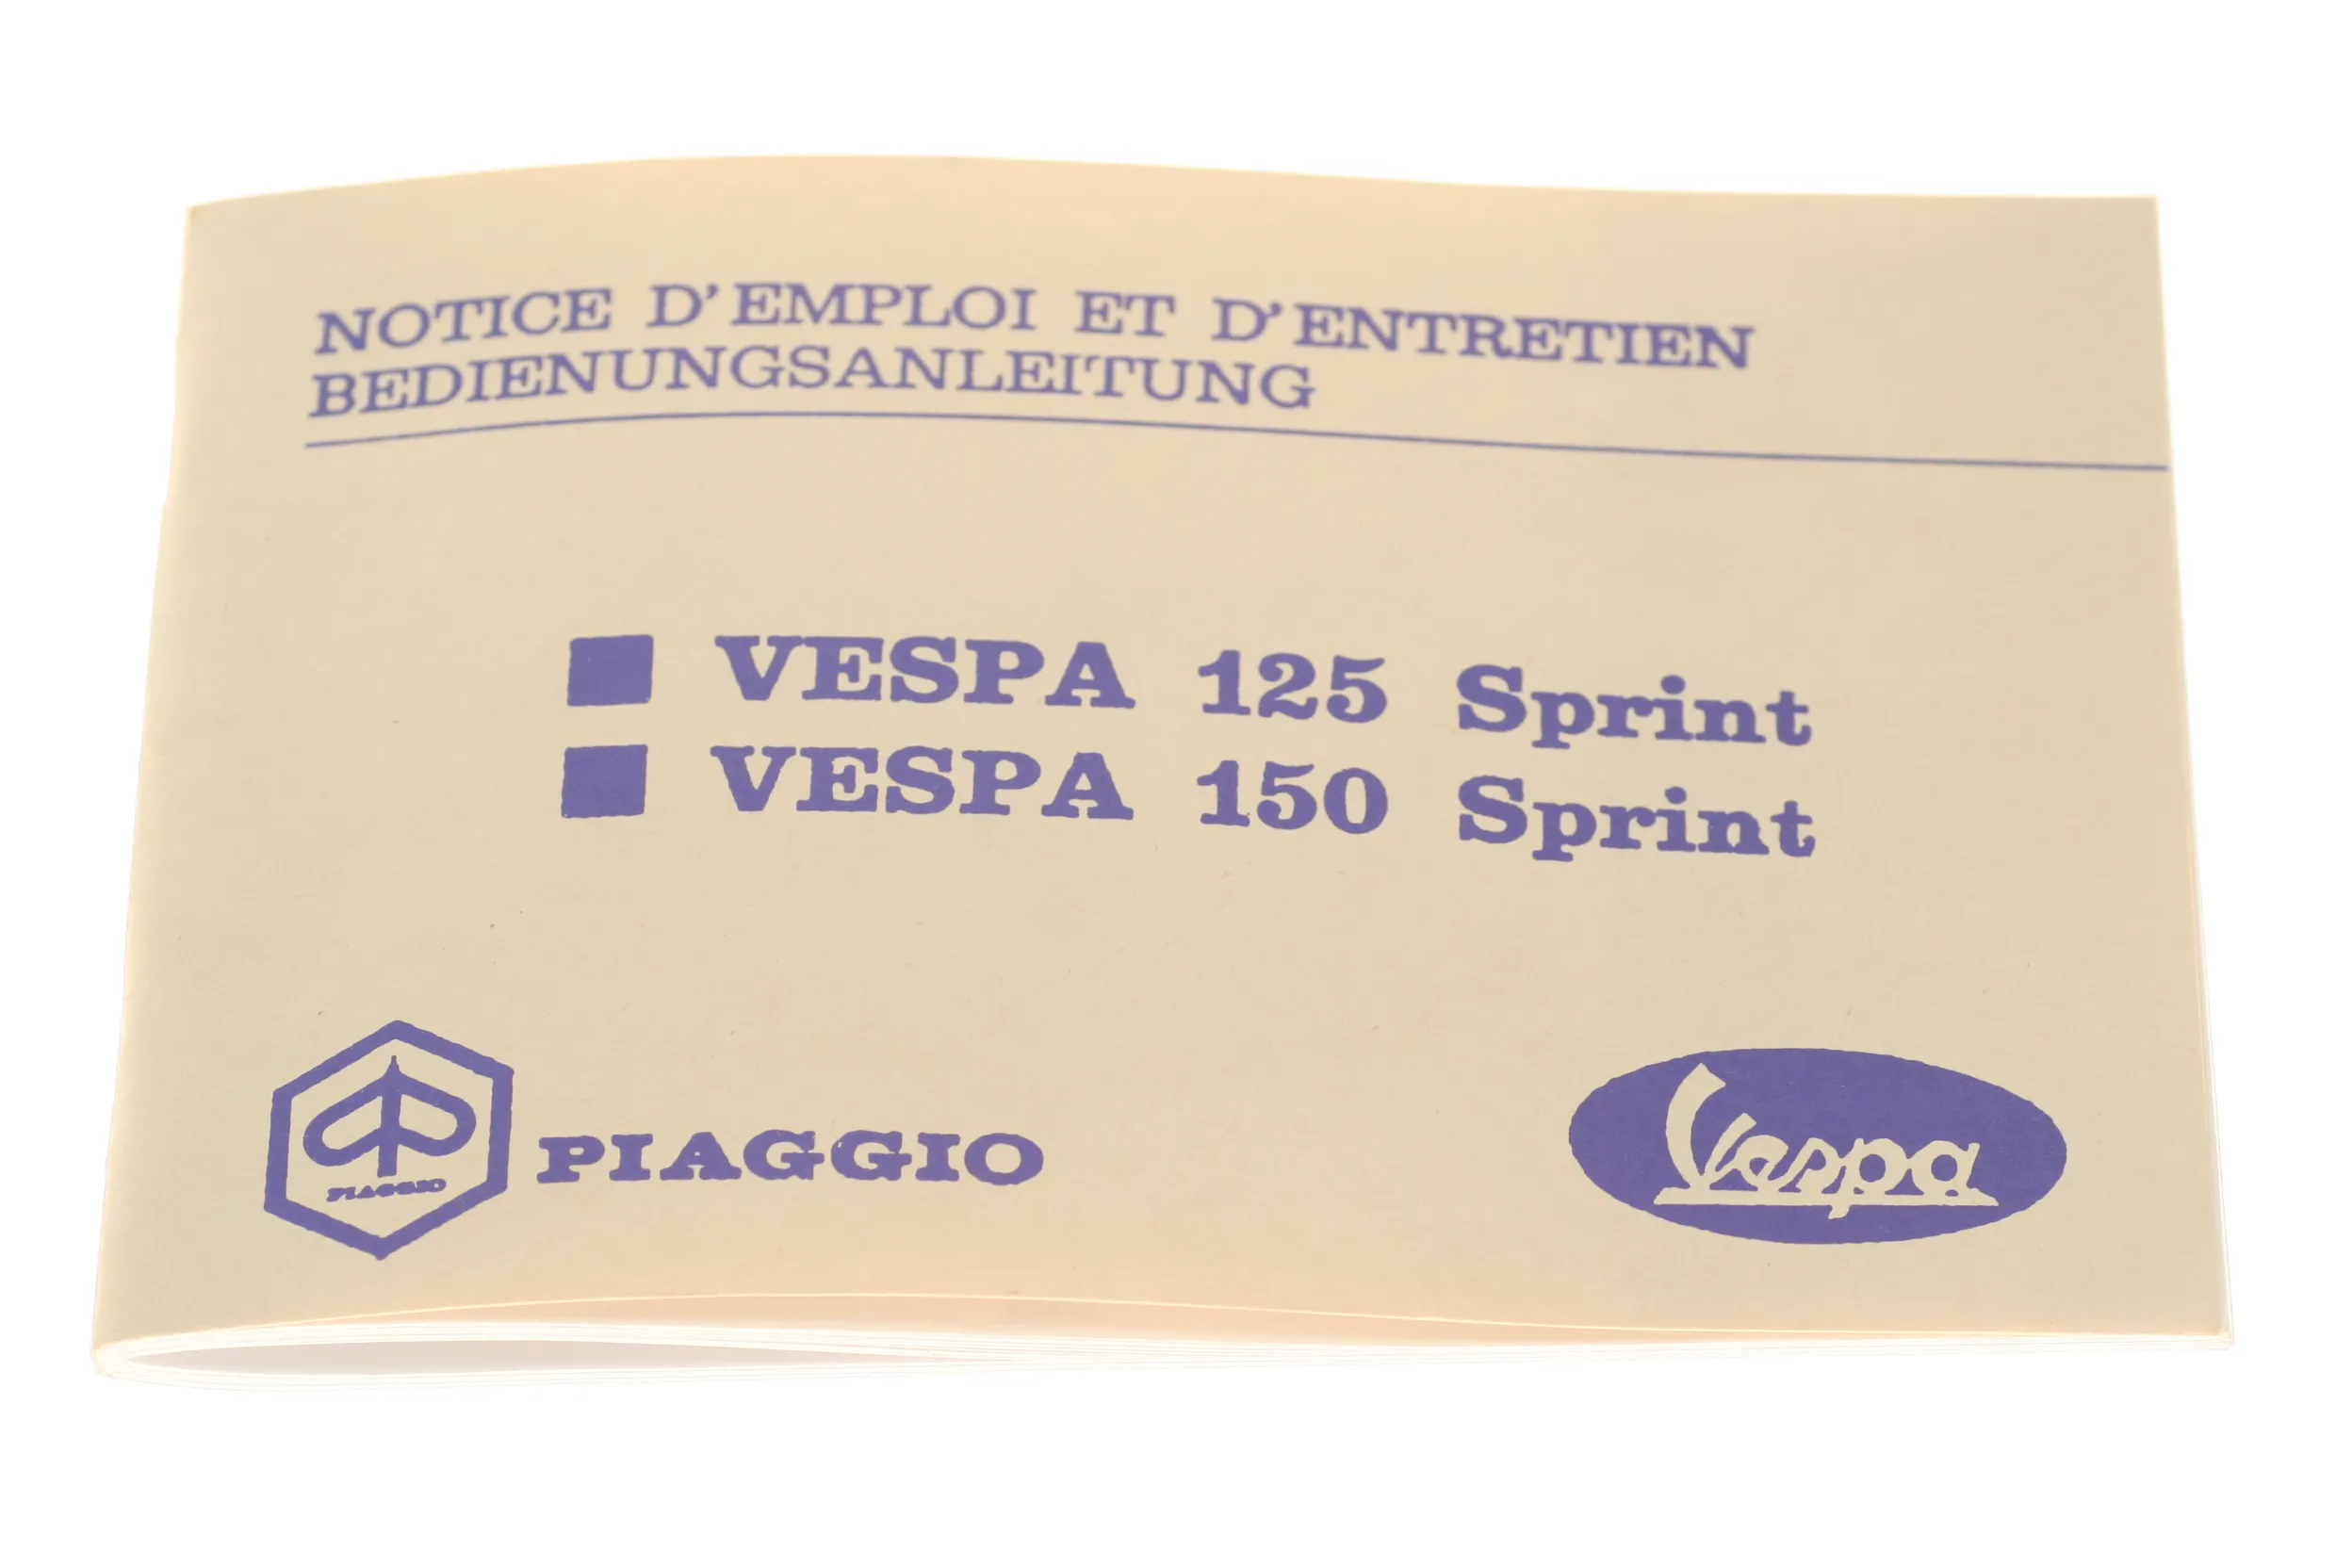 NOTICE D'EMPLOI ET D'ENTRETIEN
BEDIENUNGSANLEITUNG
VESPA 125 Sprint
VESPA 150 Sprint
PIAGGIO
PIAGGIO
Vespa